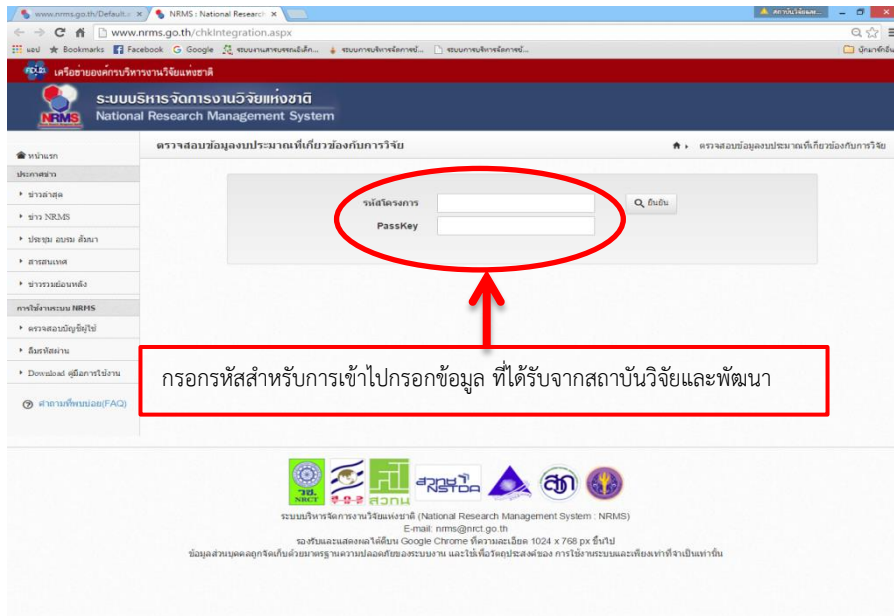 www.nrms.go.th/Default.a
NRMS : National Research
www.nrms.go.th/chkIntegration.aspx
แอป Bookmarks Facebook Google
เครือข่ายองค์กรบริหารงานวิจัยแห่งชาติ
NRMS
ระบบบริหารจัดการงานวิจัยแห่งชาติ
National Research Management System
ตรวจสอบข้อมูลงบประมาณที่เกี่ยวข้องกับการวิจัย
ตรวจสอบข้อมูลงบประมาณที่เกี่ยวข้องกับการวิจัย
หน้าแรก
ประกาศข่าว
ข่าวล่าสุด
ข่าว NRMS
ประชุม อบรม สัมนา
สารสนเทศ
ข่าวรวมย้อนหลัง
การใช้งานระบบ NRMS
ตรวจสอบบัญชีผู้ใช้
ลืมรหัสผ่าน
Download คู่มือการใช้งาน
คำถามที่พบบ่อย(FAQ)
รหัสโครงการ
ยืนยัน
PassKey
กรอกรหัสสำหรับการเข้าไปกรอกข้อมูล ที่ได้รับจากสถาบันวิจัยและพัฒนา
วช.
NRCT
สวทน
สวทช
NSTDA
สกว
ระบบบริหารจัดการงานวิจัยแห่งชาติ (National Research Management System : NRMS)
E-mail: nrms@nrct.go.th
รองรับและแสดงผลได้ดีบน Google Chrome ที่ความละเอียด 1024 x 768 px ขึ้นไป
ข้อมูลส่วนบุคคลถูกจัดเก็บด้วยมาตรฐานความปลอดภัยของระบบงาน และใช้เพื่อวัตถุประสงค์ของ การใช้งานระบบและเพียงเท่าที่จำเป็นเท่านั้น